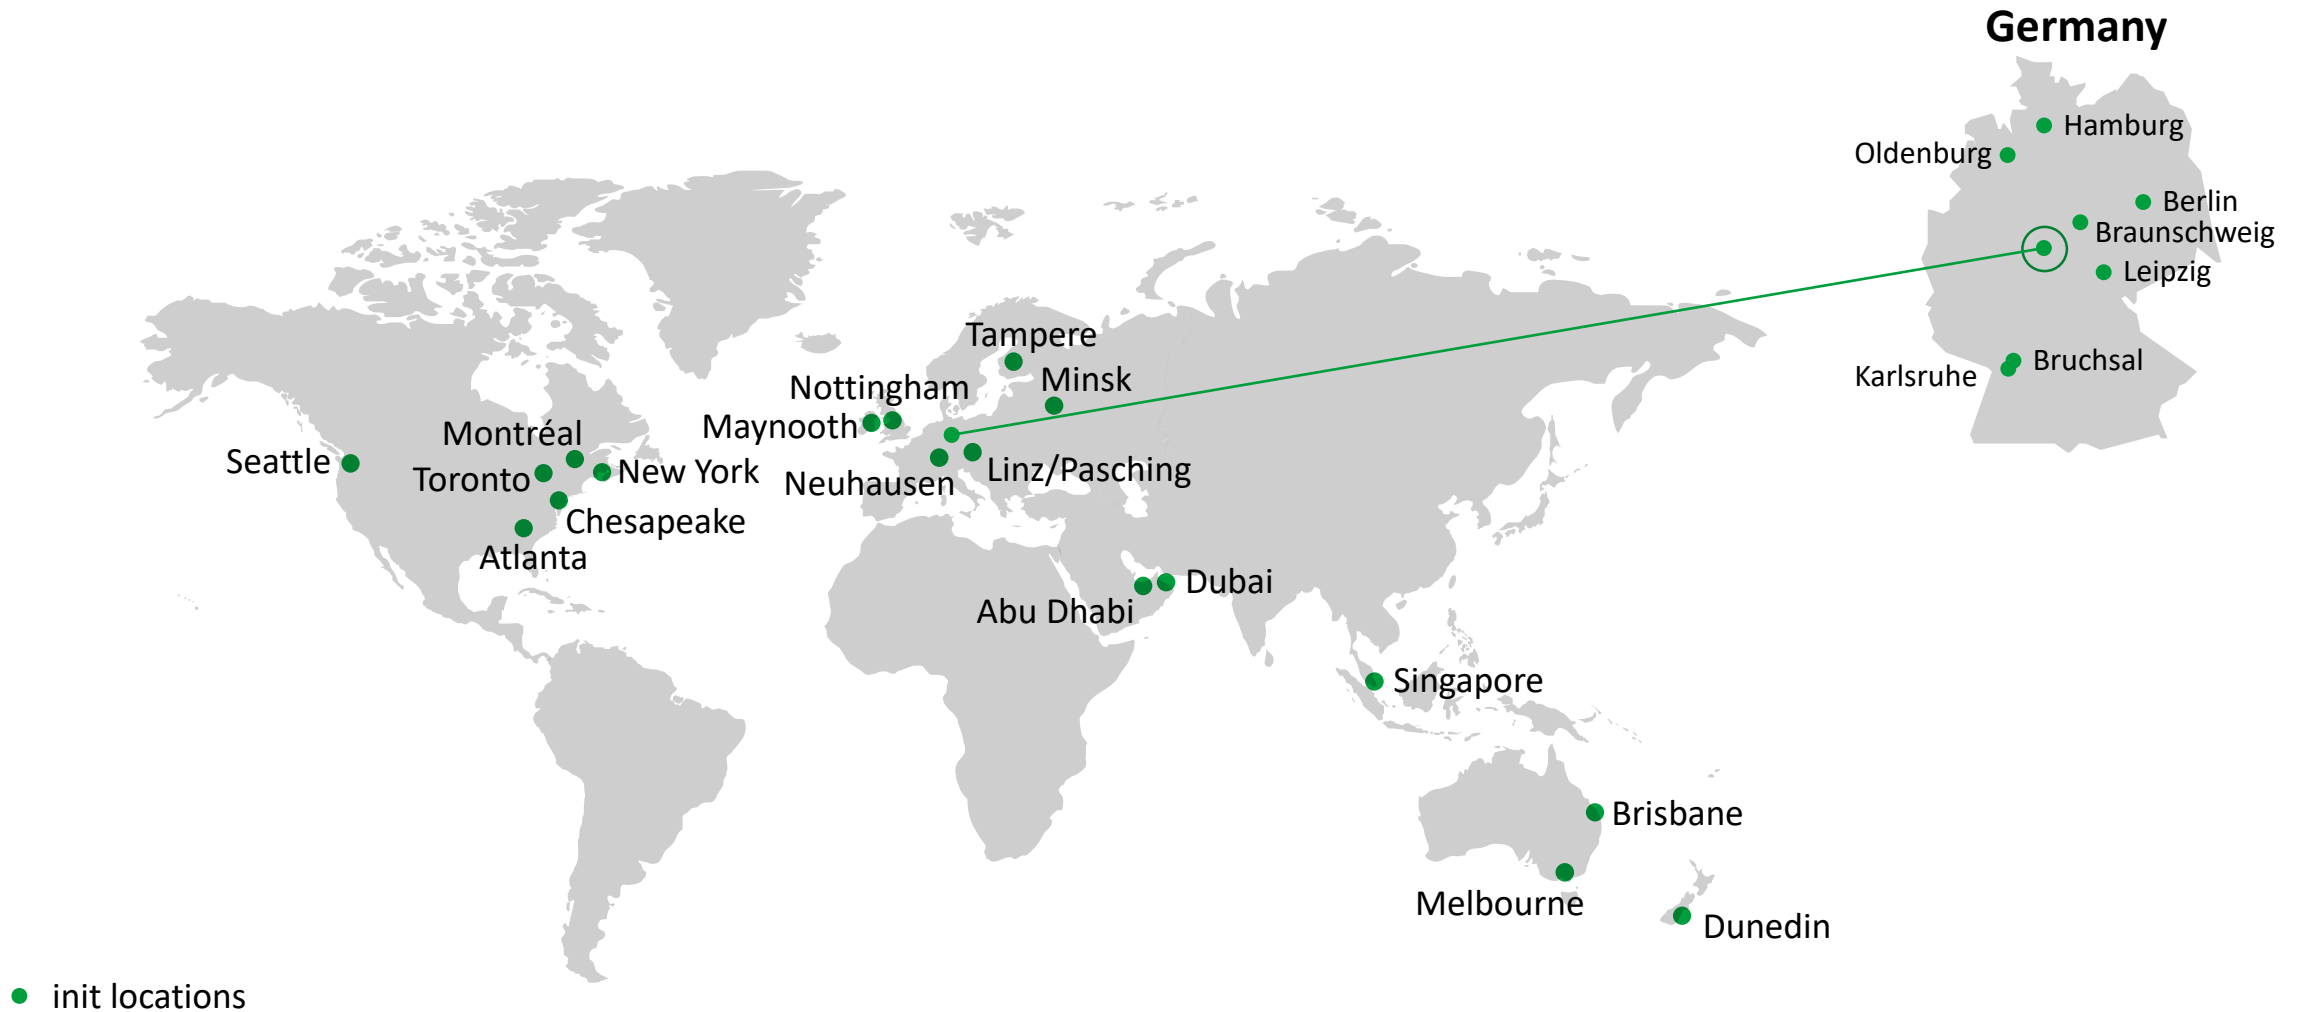 Germany
Hamburg
Oldenburg
Berlin
Braunschweig
Leipzig
Bruchsal
Karlsruhe
Tampere
Minsk
Nottingham
Maynooth
Neuhausen
Linz/Pasching
Montréal
Seattle
Toronto
New York
Chesapeake
Atlanta
Dubai
Abu Dhabi
Singapore
Brisbane
Melbourne
Dunedin
init locations